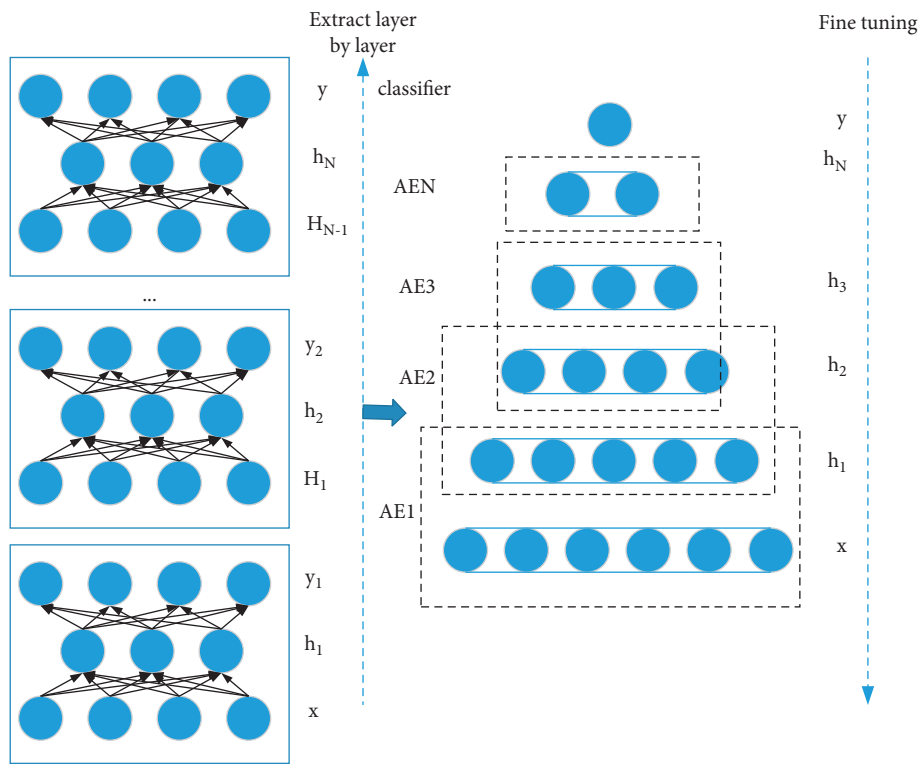 Extract layer
by layer
Fine tuning
y
h_N
H_{N-1}
...
y_2
h_2
H_1
y_1
h_1
x
classifier
AEN
AE3
AE2
AE1
y
h_N
h_3
h_2
h_1
x